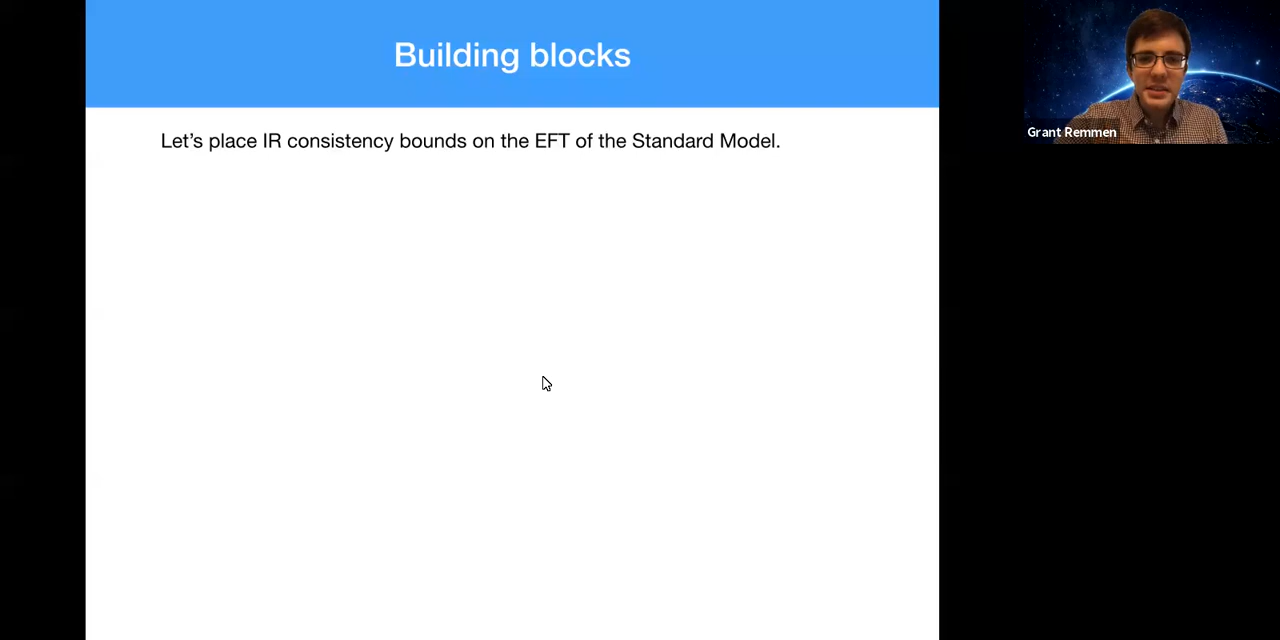 Building blocks
Let’s place IR consistency bounds on the EFT of the Standard Model.
Grant Remmen